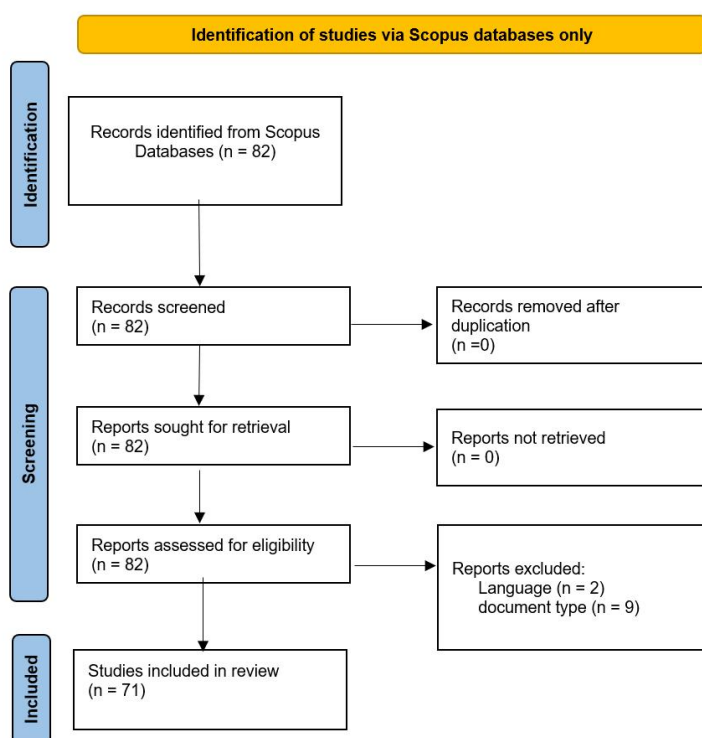 Identification of studies via Scopus databases only
Identification
Records identified from Scopus
Databases (n = 82)
Screening
Records screened
(n = 82)
Records removed after
duplication
(n =0)
Reports sought for retrieval
(n = 82)
Reports not retrieved
(n = 0)
Reports assessed for eligibility
(n = 82)
Reports excluded:
Language (n = 2)
document type (n = 9)
Included
Studies included in review
(n = 71)